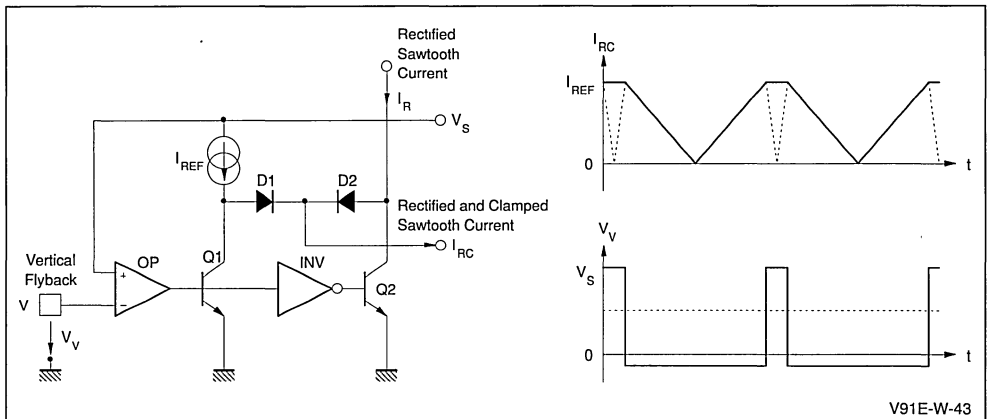 Rectified
Sawtooth
Current
I_R
V_S
I_REF
D1
D2
Rectified and Clamped
Sawtooth Current
I_RC
Vertical
Flyback
OP
Q1
INV
Q2
+
−
V
V_V
I_RC
I_REF
0
t
V_V
V_S
0
t
V91E-W-43